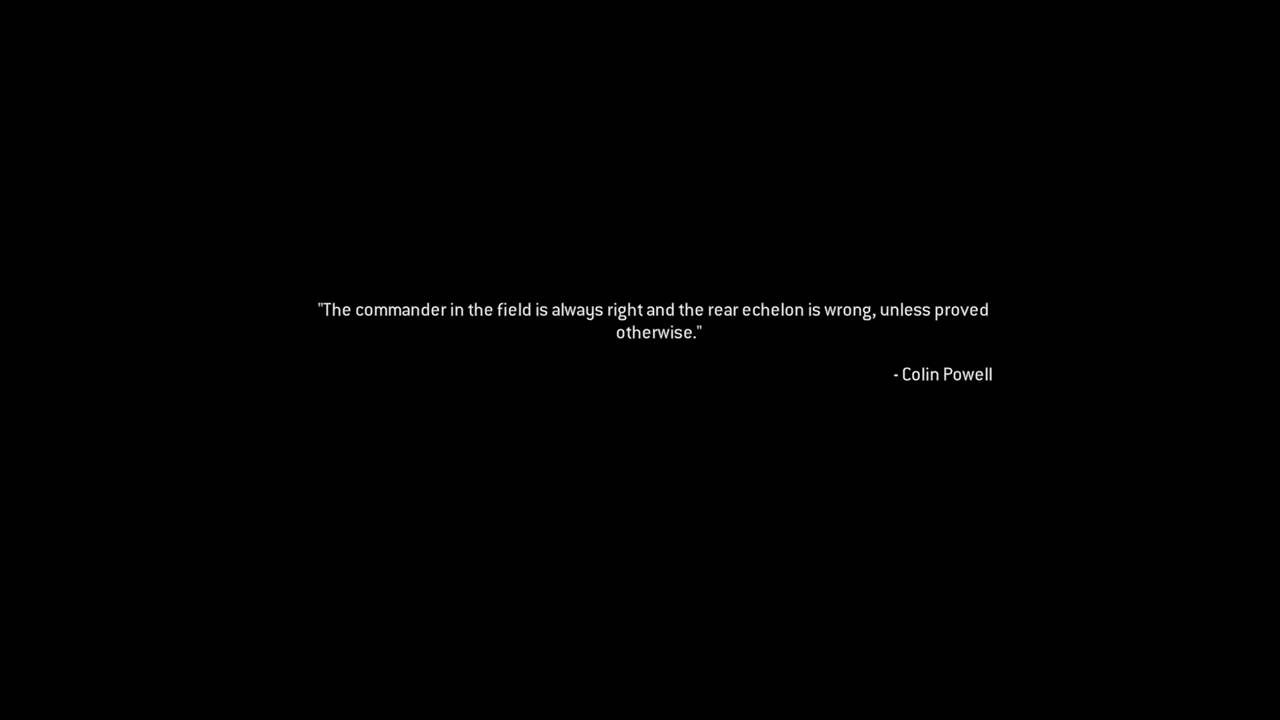 "The commander in the field is always right and the rear echelon is wrong, unless proved
otherwise."
- Colin Powell